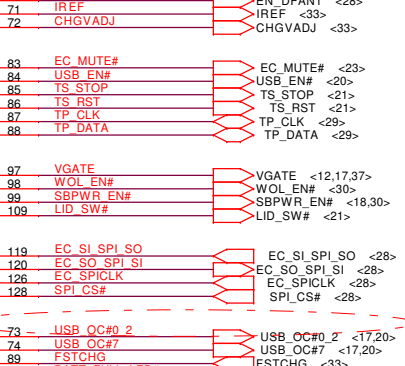 EN_DFANT <28>
71 IREF IREF <33>
72 CHGVADJ CHGVADJ <33>
83 EC_MUTE# EC_MUTE# <23>
84 USB_EN# USB_EN# <20>
85 TS_STOP TS_STOP <21>
86 TS_RST TS_RST <21>
87 TP_CLK TP_CLK <29>
88 TP_DATA TP_DATA <29>
97 VGATE VGATE <12,17,37>
98 WOL_EN# WOL_EN# <30>
99 SBPWR_EN# SBPWR_EN# <18,30>
109 LID_SW# LID_SW# <21>
119 EC_SI_SPI_SO EC_SI_SPI_SO <28>
120 EC_SO_SPI_SI EC_SO_SPI_SI <28>
126 EC_SPICLK EC_SPICLK <28>
128 SPI_CS# SPI_CS# <28>
73 USB_OC#0_2 USB_OC#0_2 <17,20>
74 USB_OC#7 USB_OC#7 <17,20>
89 FSTCHG FSTCHG <33>